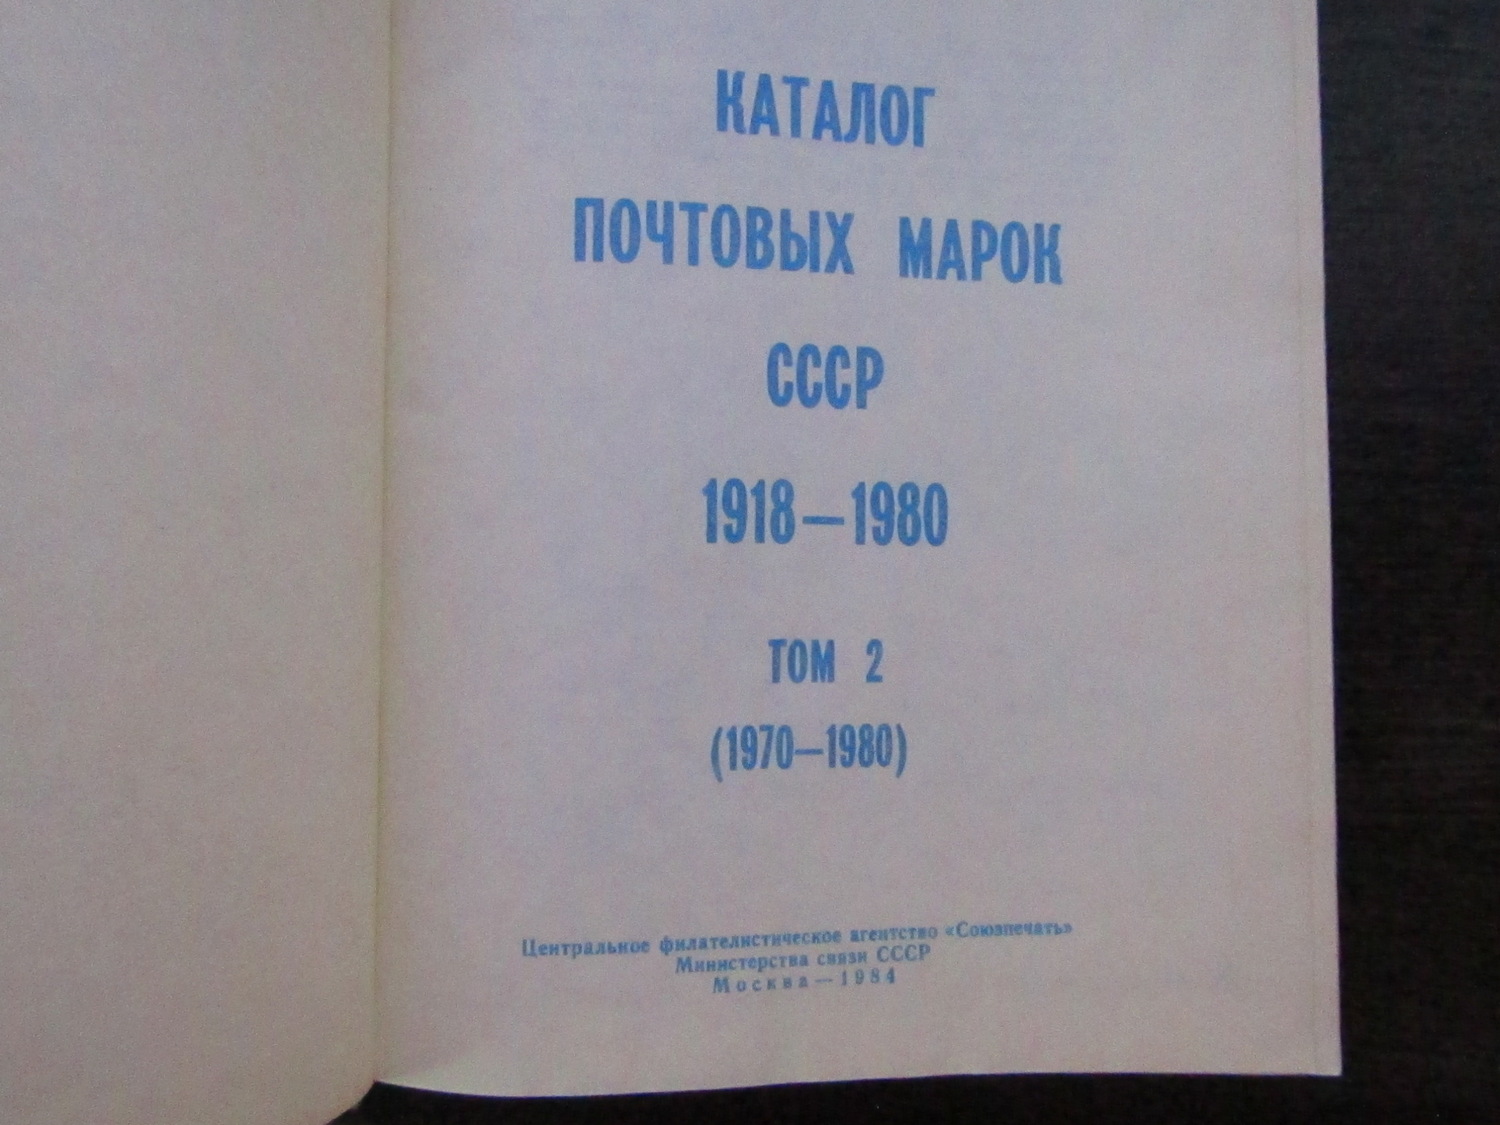 КАТАЛОГ
ПОЧТОВЫХ МАРОК
СССР
1918—1980
ТОМ 2
(1970—1980)
Центральное филателистическое агентство «Союзпечать»
Министерства связи СССР
Москва—1984